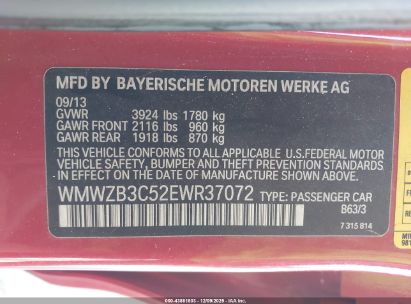 MFD BY BAYERISCHE MOTOREN WERKE AG
09/13
GVWR 3924 lbs 1780 kg
GAWR FRONT 2116 lbs 960 kg
GAWR REAR 1918 lbs 870 kg
THIS VEHICLE CONFORMS TO ALL APPLICABLE U.S.FEDERAL MOTOR
VEHICLE SAFETY, BUMPER AND THEFT PREVENTION STANDARDS
IN EFFECT ON THE DATE OF MANUFACTURE SHOWN ABOVE.
WMWZB3C52EWR37072 TYPE: PASSENGER CAR
B63/3
7 315 814